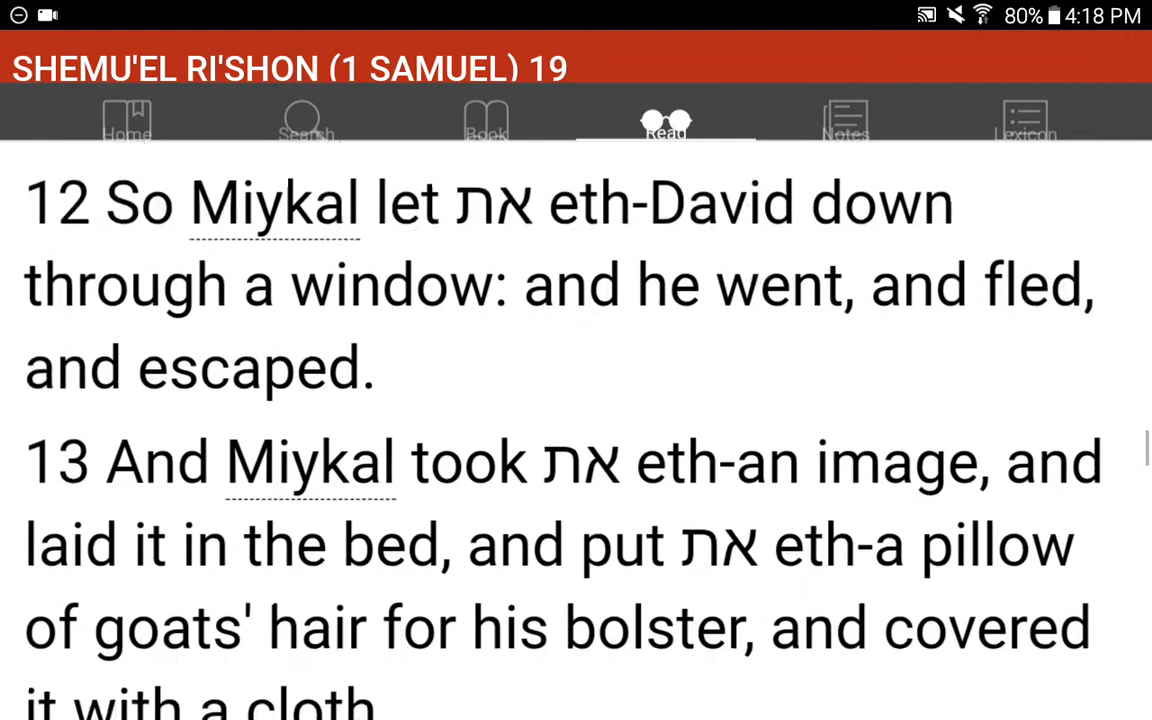 80% 4:18 PM
SHEMU'EL RI'SHON (1 SAMUEL) 19
Home Search Book Read Notes Lexicon
12 So Miykal let את eth-David down
through a window: and he went, and fled,
and escaped.
13 And Miykal took את eth-an image, and
laid it in the bed, and put את eth-a pillow
of goats' hair for his bolster, and covered
it with a cloth